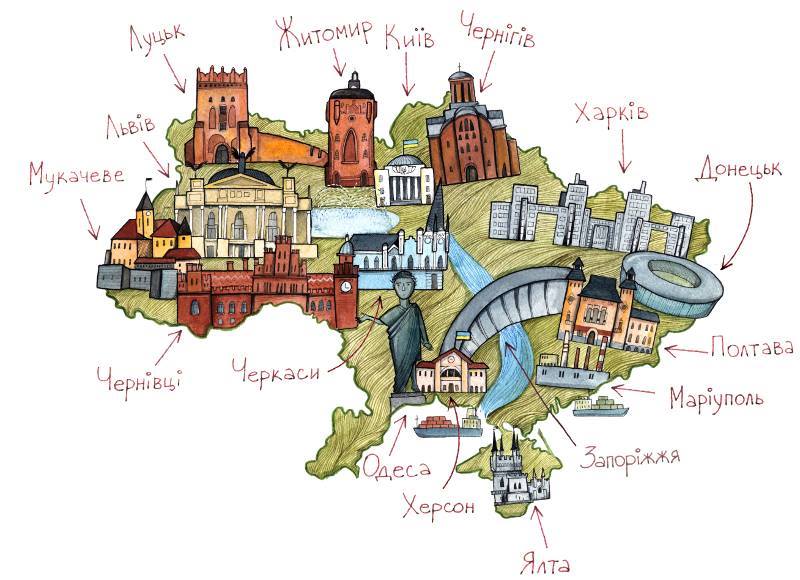 Луцьк
Житомир
Київ
Чернігів
Львів
Харків
Мукачеве
Донецьк
Чернівці
Черкаси
Полтава
Маріуполь
Одеса
Запоріжжя
Херсон
Ялта